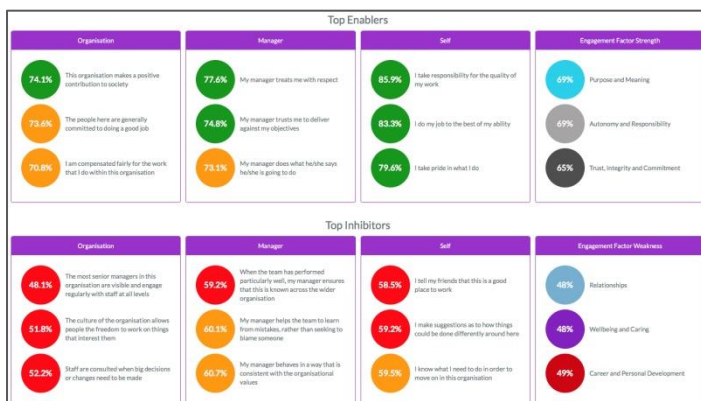 Top Enablers
Organisation
74.1%
This organisation makes a positive
contribution to society
73.6%
The people here are generally
committed to doing a good job
70.8%
I am compensated fairly for the work
that I do within this organisation
Manager
77.6%
My manager treats me with respect
74.8%
My manager trusts me to deliver
against my objectives
73.1%
My manager does what he/she says
he/she is going to do
Self
85.9%
I take responsibility for the quality of
my work
83.3%
I do my job to the best of my ability
79.6%
I take pride in what I do
Engagement Factor Strength
69%
Purpose and Meaning
69%
Autonomy and Responsibility
65%
Trust, Integrity and Commitment
Top Inhibitors
Organisation
48.1%
The most senior managers in this
organisation are visible and engage
regularly with staff at all levels
51.8%
The culture of the organisation allows
people the freedom to work on things
that interest them
52.2%
Staff are consulted when big decisions
or changes need to be made
Manager
59.2%
When the team has performed
particularly well, my manager ensures
that this is known across the wider
organisation
60.1%
My manager helps the team to learn
from mistakes, rather than seeking to
blame someone
60.7%
My manager behaves in a way that is
consistent with the organisational
values
Self
58.5%
I tell my friends that this is a good
place to work
59.2%
I make suggestions as to how things
could be done differently around here
59.5%
I know what I need to do in order to
move on in this organisation
Engagement Factor Weakness
48%
Relationships
48%
Wellbeing and Caring
49%
Career and Personal Development